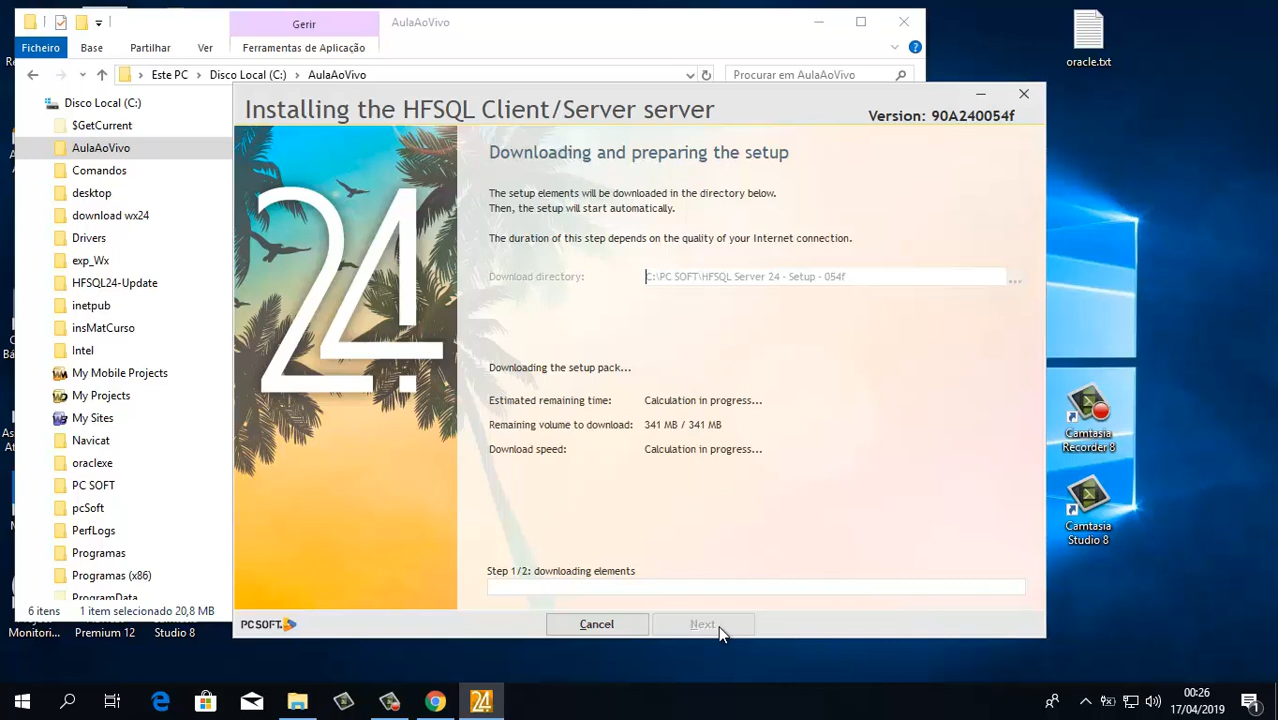 Gerir
AulaAoVivo
Ficheiro
Base
Partilhar
Ver
Ferramentas de Aplicação
Este PC > Disco Local (C:) > AulaAoVivo
Procurar em AulaAoVivo
Disco Local (C:)
$GetCurrent
AulaAoVivo
Comandos
desktop
download wx24
Drivers
exp_Wx
HFSQL24-Update
inetpub
insMatCurso
Intel
My Mobile Projects
My Projects
My Sites
Navicat
oraclexe
PC SOFT
pcSoft
PerfLogs
Programas
Programas (x86)
ProgramData
6 itens
1 item selecionado 20,8 MB
Installing the HFSQL Client/Server server
Version: 90A240054f
24
Downloading and preparing the setup
The setup elements will be downloaded in the directory below.
Then, the setup will start automatically.
The duration of this step depends on the quality of your Internet connection.
Download directory:
C:\PC SOFT\HFSQL Server 24 - Setup - 054f
...
Downloading the setup pack...
Estimated remaining time:
Calculation in progress...
Remaining volume to download:
341 MB / 341 MB
Download speed:
Calculation in progress...
Step 1/2: downloading elements
PC SOFT
Cancel
Next
oracle.txt
Camtasia
Recorder 8
Camtasia
Studio 8
Monitori...
Premium 12
Studio 8
24
00:26
17/04/2019
1